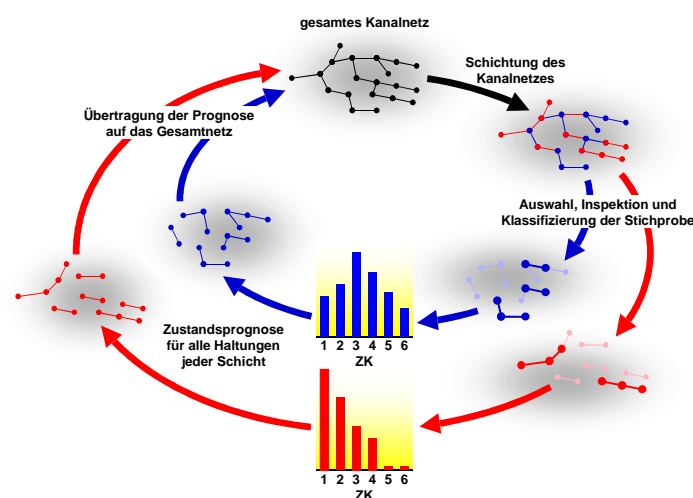 gesamtes Kanalnetz
Schichtung des
Kanalnetzes
Übertragung der Prognose
auf das Gesamtnetz
Auswahl, Inspektion und
Klassifizierung der Stichprobe
Zustandsprognose
für alle Haltungen
jeder Schicht
1 2 3 4 5 6
ZK
1 2 3 4 5 6
ZK